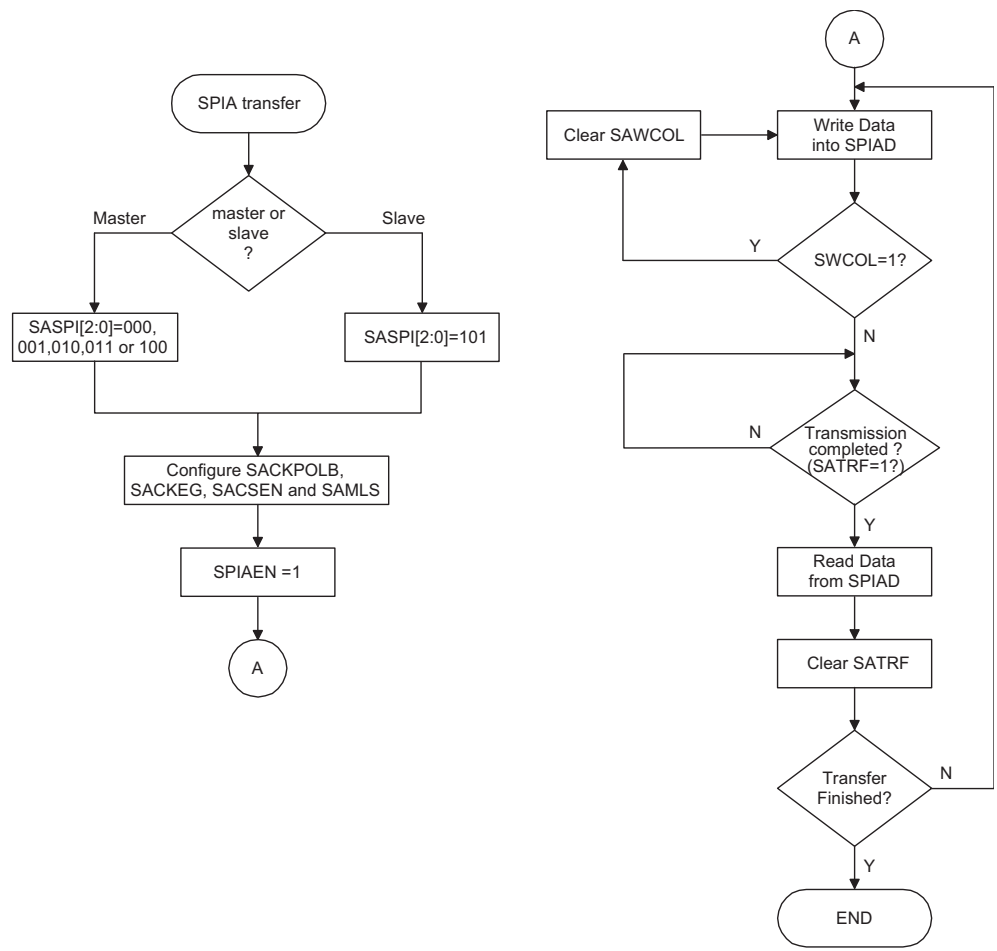 SPIA transfer
master or
slave
?
Master
Slave
SASPI[2:0]=000,
001,010,011 or 100
SASPI[2:0]=101
Configure SACKPOLB,
SACKEG, SACSEN and SAMLS
SPIAEN =1
A
A
Clear SAWCOL
Write Data
into SPIAD
Y
SWCOL=1?
N
N
Transmission
completed ?
(SATRF=1?)
Y
Read Data
from SPIAD
Clear SATRF
Transfer
Finished?
N
Y
END